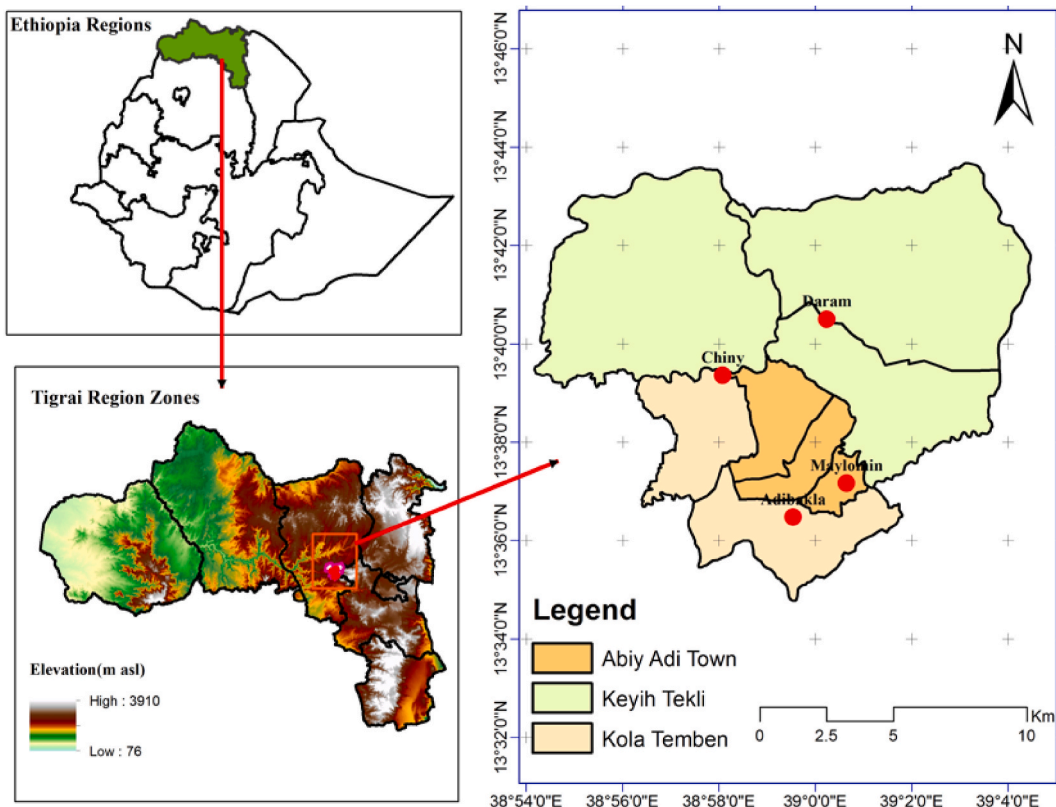 Ethiopia Regions
Tigrai Region Zones
Elevation(m asl)
High : 3910
Low : 76
N
13°46'0"N
13°44'0"N
13°42'0"N
13°40'0"N
13°38'0"N
13°36'0"N
13°34'0"N
13°32'0"N
Daram
Chiny
Maylomin
Adibakla
Legend
Abiy Adi Town
Keyih Tekli
Kola Temben
Km
0 2.5 5 10
38°54'0"E 38°56'0"E 38°58'0"E 39°0'0"E 39°2'0"E 39°4'0"E